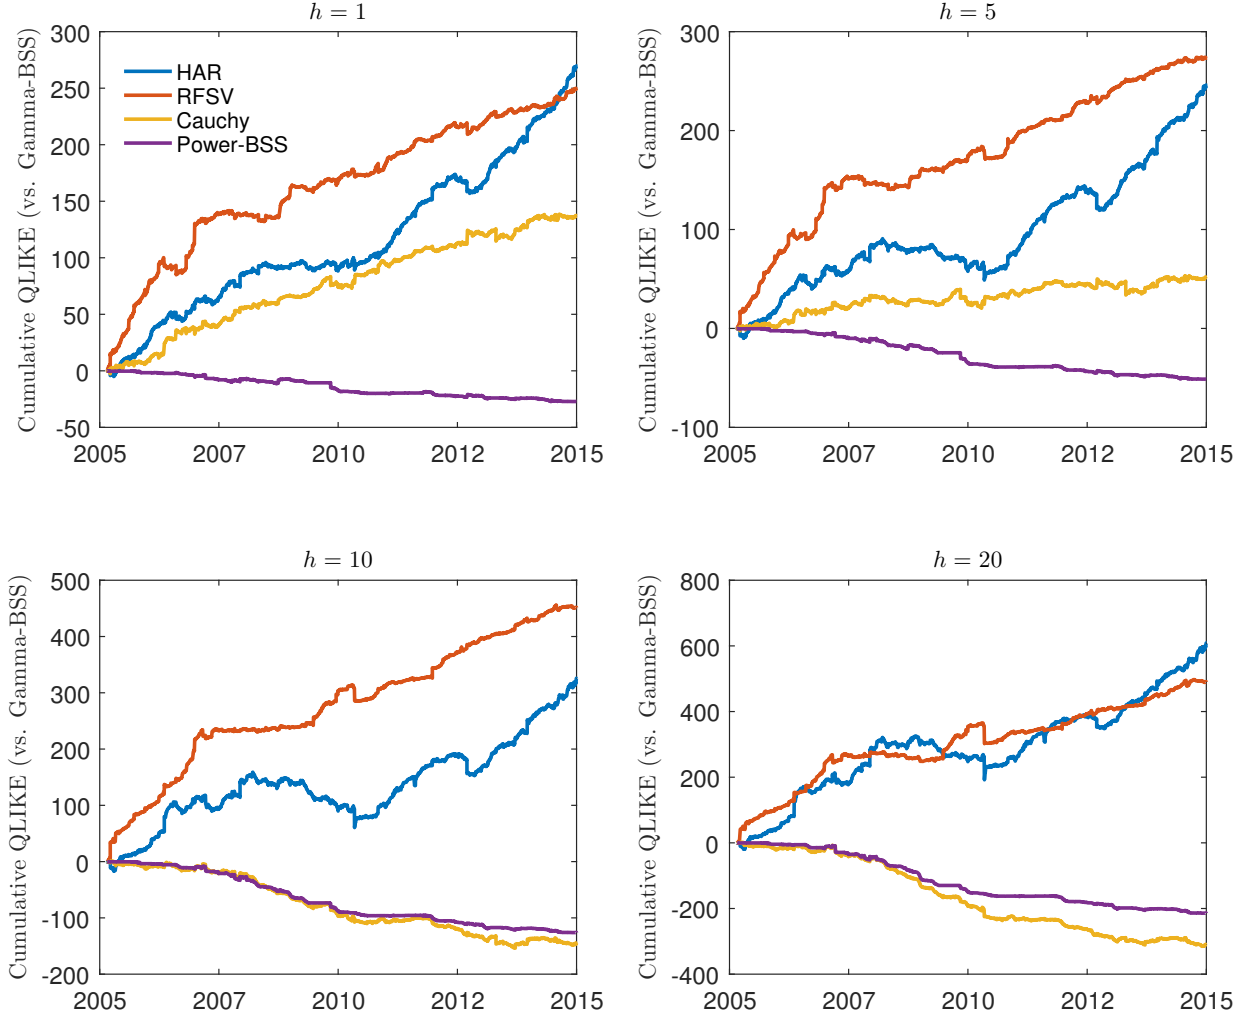 h = 1
Cumulative QLIKE (vs. Gamma-BSS)
300
250
200
150
100
50
0
-50
HAR
RFSV
Cauchy
Power-BSS
2005 2007 2010 2012 2015
h = 5
Cumulative QLIKE (vs. Gamma-BSS)
300
200
100
0
-100
2005 2007 2010 2012 2015
h = 10
Cumulative QLIKE (vs. Gamma-BSS)
500
400
300
200
100
0
-100
-200
2005 2007 2010 2012 2015
h = 20
Cumulative QLIKE (vs. Gamma-BSS)
800
600
400
200
0
-200
-400
2005 2007 2010 2012 2015